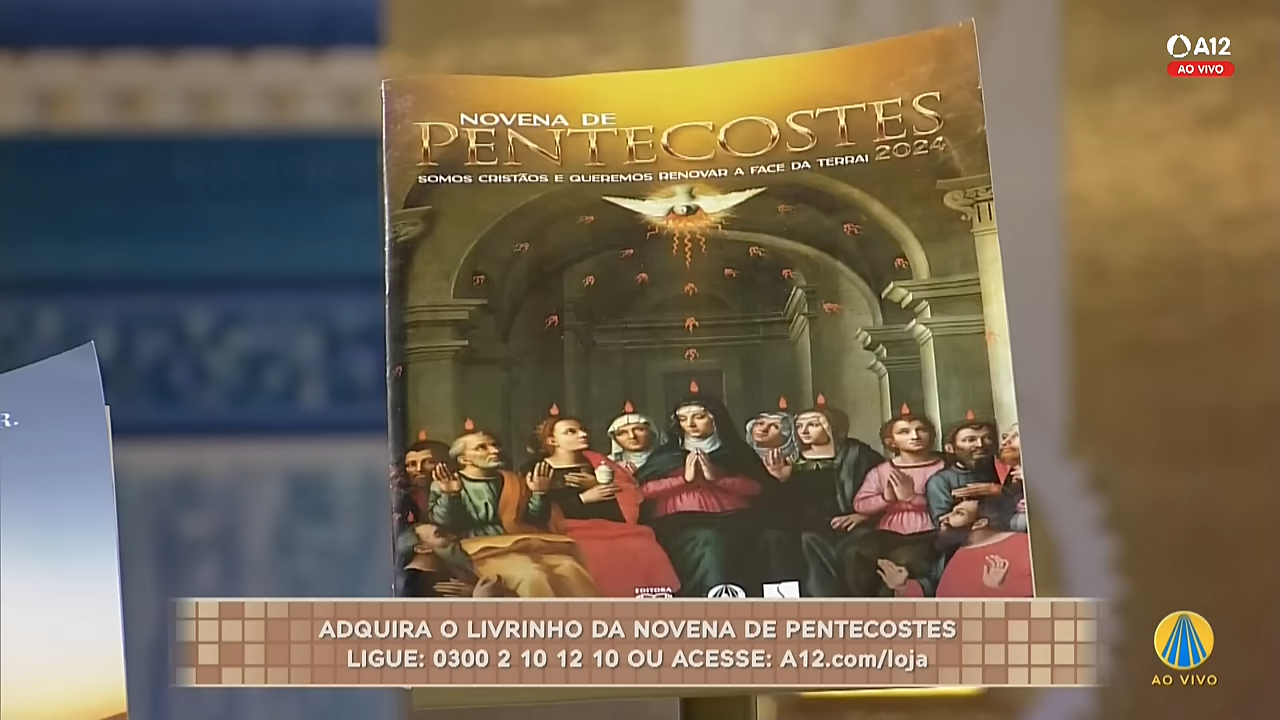 A12
AO VIVO
NOVENA DE
PENTECOSTES
2024
SOMOS CRISTÃOS E QUEREMOS RENOVAR A FACE DA TERRA!
R.
EDITORA
ADQUIRA O LIVRINHO DA NOVENA DE PENTECOSTES
LIGUE: 0300 2 10 12 10 OU ACESSE: A12.com/loja
AO VIVO